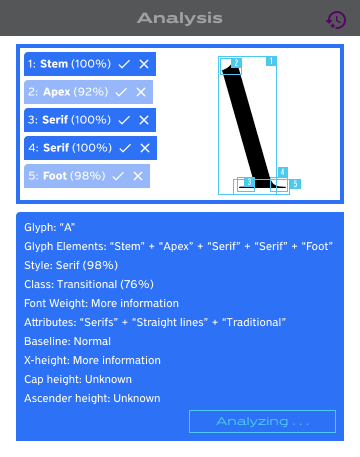 Analysis
1: Stem (100%)
2: Apex (92%)
3: Serif (100%)
4: Serif (100%)
5: Foot (98%)
2
1
4
3
5
Glyph: "A"
Glyph Elements: "Stem" + "Apex" + "Serif" + "Serif" + "Foot"
Style: Serif (98%)
Class: Transitional (76%)
Font Weight: More information
Attributes: "Serifs" + "Straight lines" + "Traditional"
Baseline: Normal
X-height: More information
Cap height: Unknown
Ascender height: Unknown
Analyzing . . .